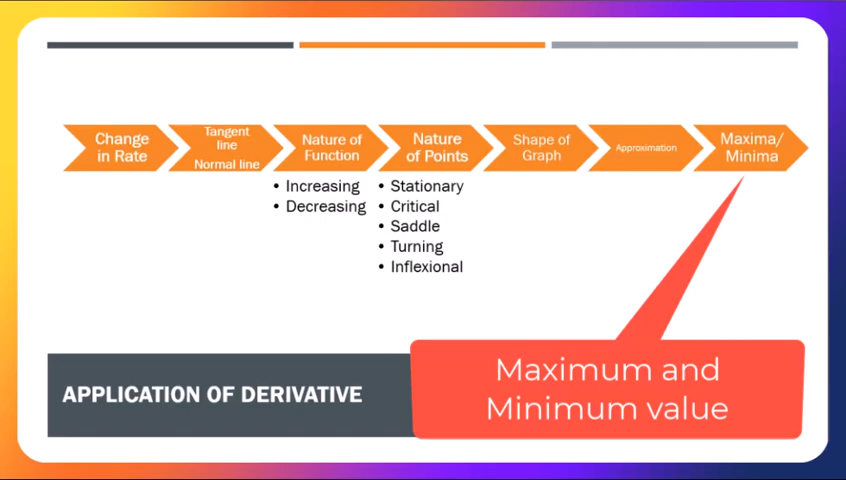 Change
in Rate
Tangent
line
Normal line
Nature of
Function
Nature
of Points
Shape of
Graph
Approximation
Maxima/
Minima
• Increasing
• Decreasing
• Stationary
• Critical
• Saddle
• Turning
• Inflexional
APPLICATION OF DERIVATIVE
Maximum and
Minimum value